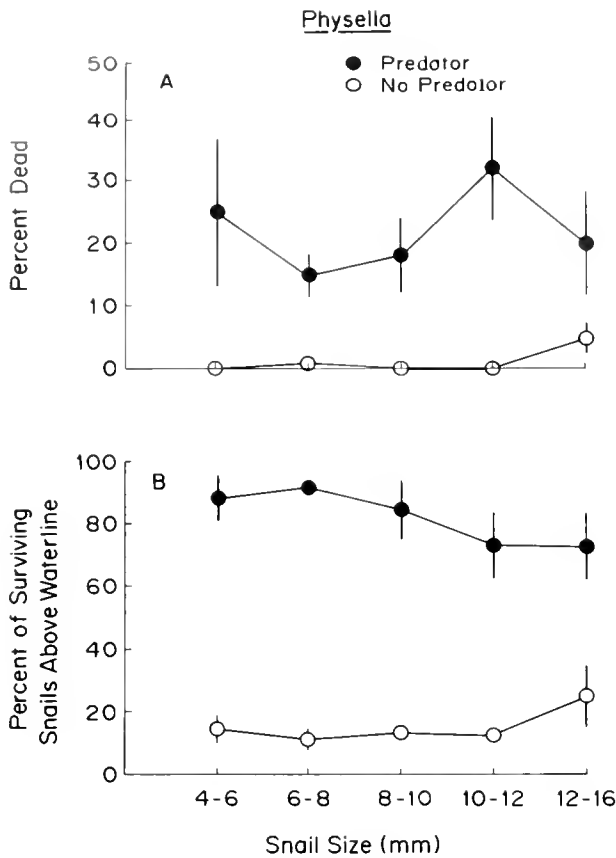 Physella
A
Predator
No Predator
50
40
30
20
10
0
Percent Dead
B
100
80
60
40
20
0
Percent of Surviving
Snails Above Waterline
4-6 6-8 8-10 10-12 12-16
Snail Size (mm)